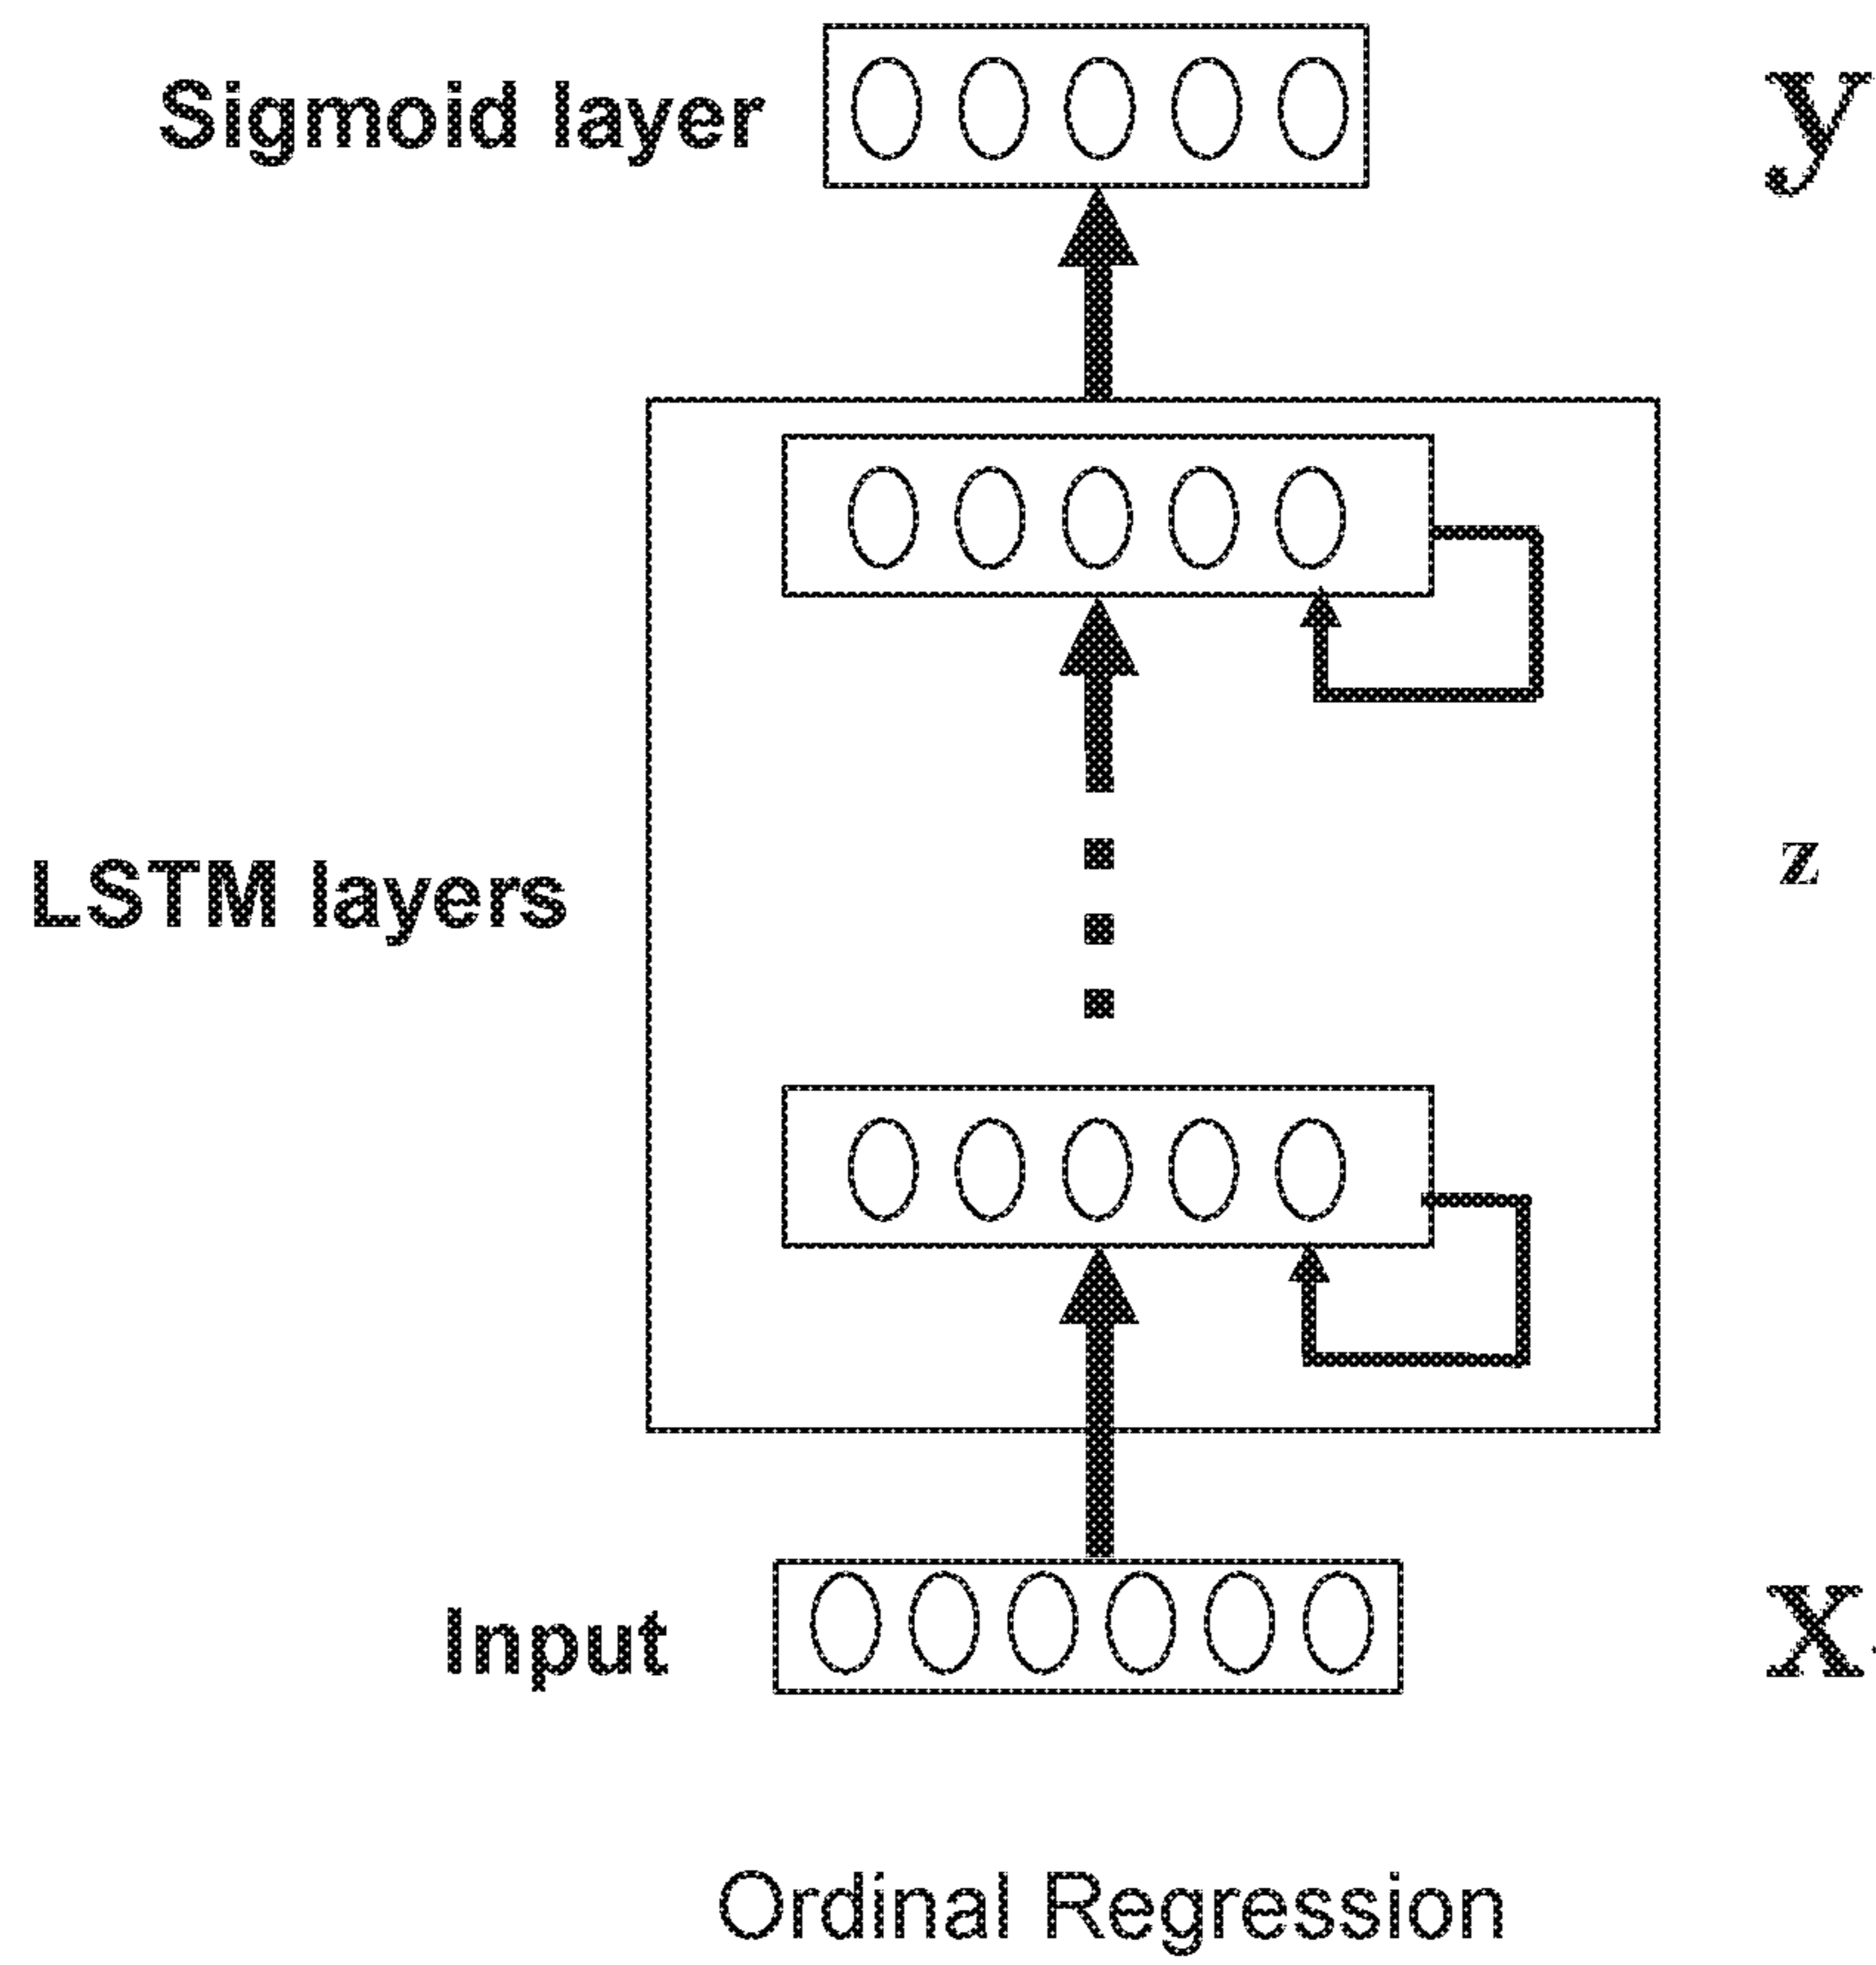 Sigmoid layer
y
LSTM layers
z
Input
X
Ordinal Regression